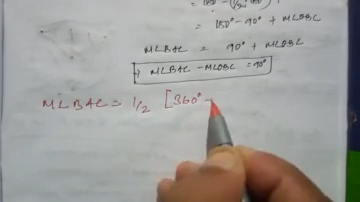 = 180° - 90° + m∠OBC
m∠BAC = 90° + m∠OBC
→ m∠BAC - m∠OBC = 90°
m∠BAC = 1/2 [360° -